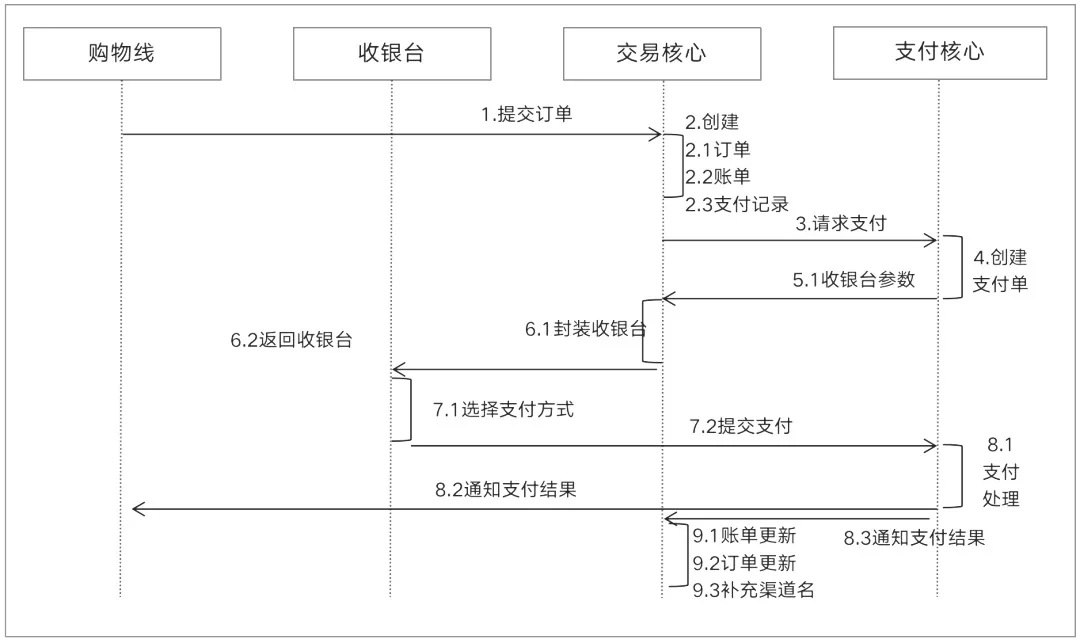 购物线
收银台
交易核心
支付核心
1.提交订单
2.创建
2.1订单
2.2账单
2.3支付记录
3.请求支付
4.创建
支付单
5.1收银台参数
6.1封装收银台
6.2返回收银台
7.1选择支付方式
7.2提交支付
8.1
支付
处理
8.2通知支付结果
8.3通知支付结果
9.1账单更新
9.2订单更新
9.3补充渠道名